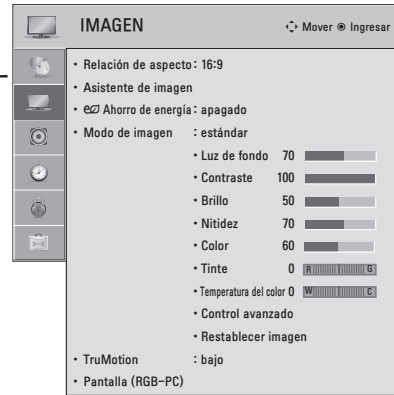 IMAGEN Mover Ingresar
• Relación de aspecto : 16:9
• Asistente de imagen
• Ahorro de energía : apagado
• Modo de imagen : estándar
• Luz de fondo 70
• Contraste 100
• Brillo 50
• Nitidez 70
• Color 60
• Tinte 0 R G
• Temperatura del color 0 W C
• Control avanzado
• Restablecer imagen
• TruMotion : bajo
• Pantalla (RGB-PC)